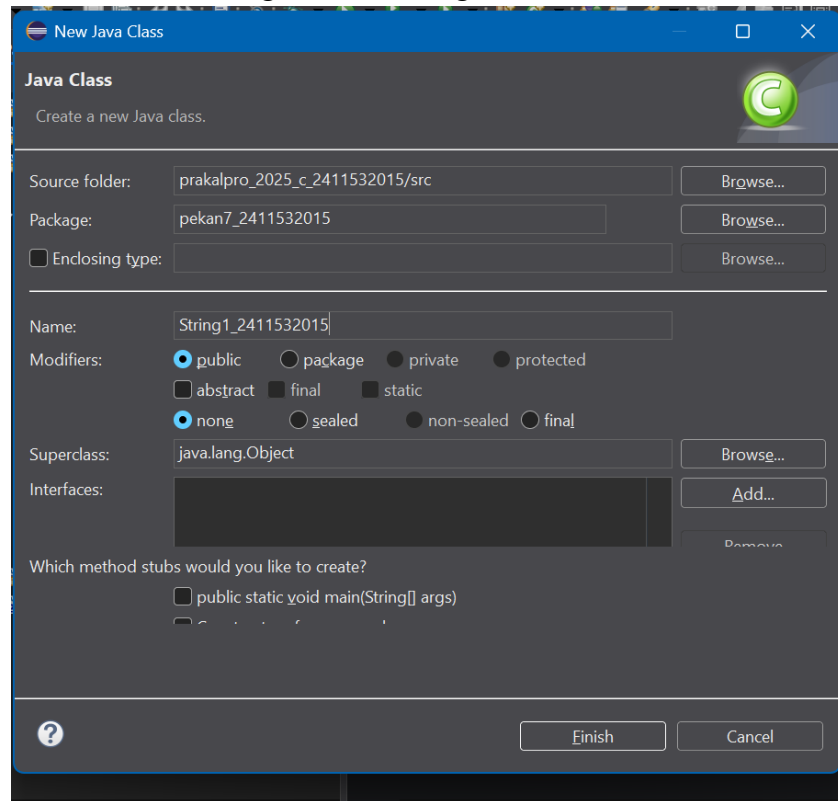 New Java Class
Java Class
Create a new Java class.
Source folder: prakalpro_2025_c_2411532015/src Browse...
Package: pekan7_2411532015 Browse...
Enclosing type: Browse...
Name: String1_2411532015
Modifiers: public package private protected
abstract final static
none sealed non-sealed final
Superclass: java.lang.Object Browse...
Interfaces: Add...
Remove
Which method stubs would you like to create?
public static void main(String[] args)
? Finish Cancel